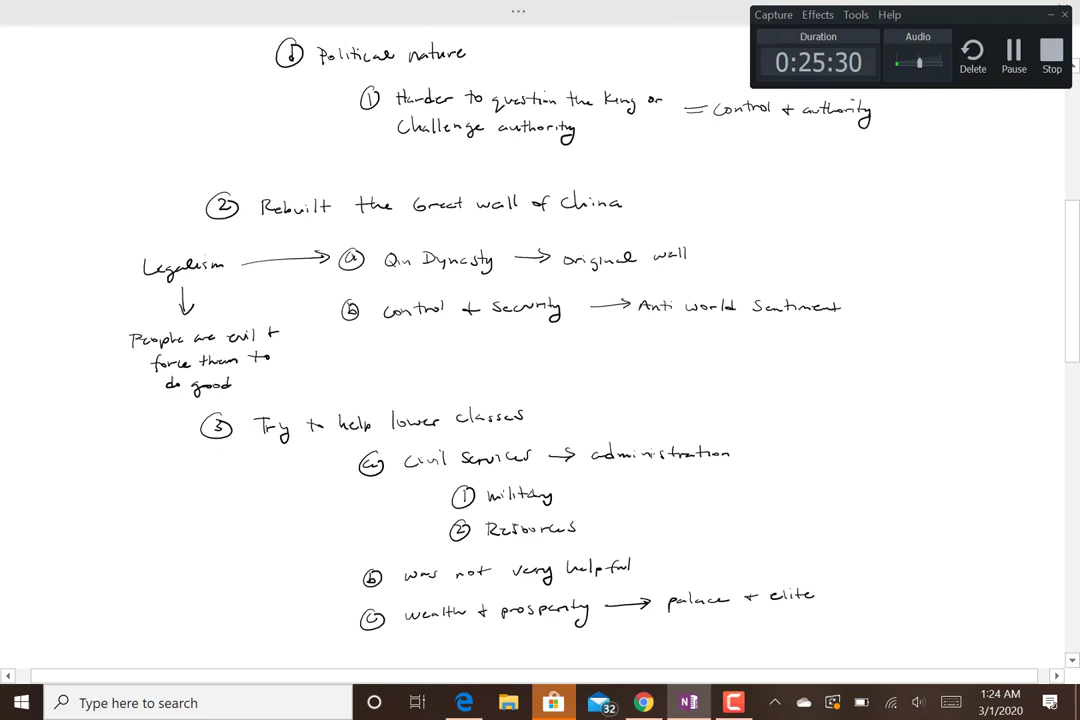 Capture Effects Tools Help
Duration Audio
0:25:30
Delete Pause Stop
d Political nature
1 Harder to question the King or = control + authority
Challenge authority
2 Rebuilt the Great wall of China
Legalism → a Qin Dynasty → original wall
b control + Security → Anti world Sentiment
People are evil +
force them to
do good
3 Try to help lower classes
a Civil Services → administration
1 military
2 Resources
b was not very helpful
c wealth + prosperity → palace + elite
Type here to search
32
N
1:24 AM
3/1/2020